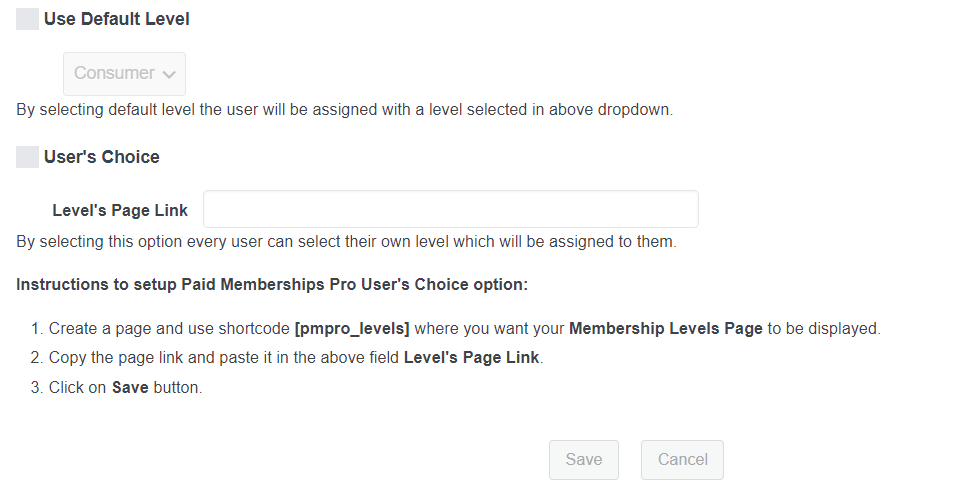 Use Default Level
Consumer
By selecting default level the user will be assigned with a level selected in above dropdown.
User's Choice
Level's Page Link
By selecting this option every user can select their own level which will be assigned to them.
Instructions to setup Paid Memberships Pro User's Choice option:
1. Create a page and use shortcode [pmpro_levels] where you want your Membership Levels Page to be displayed.
2. Copy the page link and paste it in the above field Level's Page Link.
3. Click on Save button.
Save Cancel